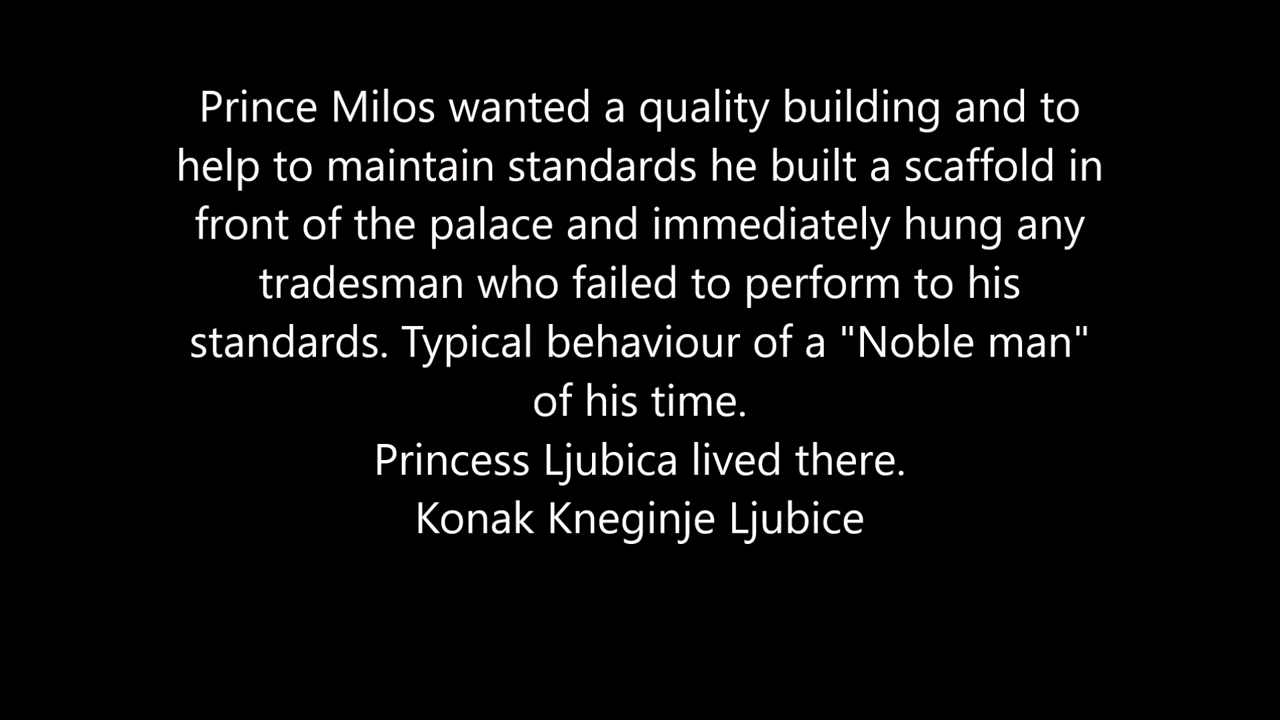 Prince Milos wanted a quality building and to
help to maintain standards he built a scaffold in
front of the palace and immediately hung any
tradesman who failed to perform to his
standards. Typical behaviour of a "Noble man"
of his time.
Princess Ljubica lived there.
Konak Kneginje Ljubice